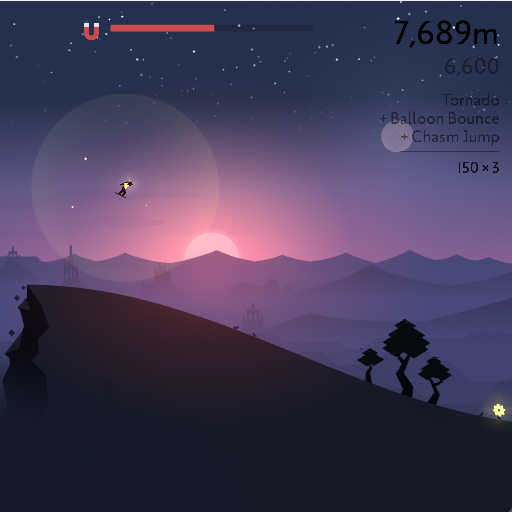 7,689m
6,600
Tornado
+ Balloon Bounce
+ Chasm Jump
150 × 3